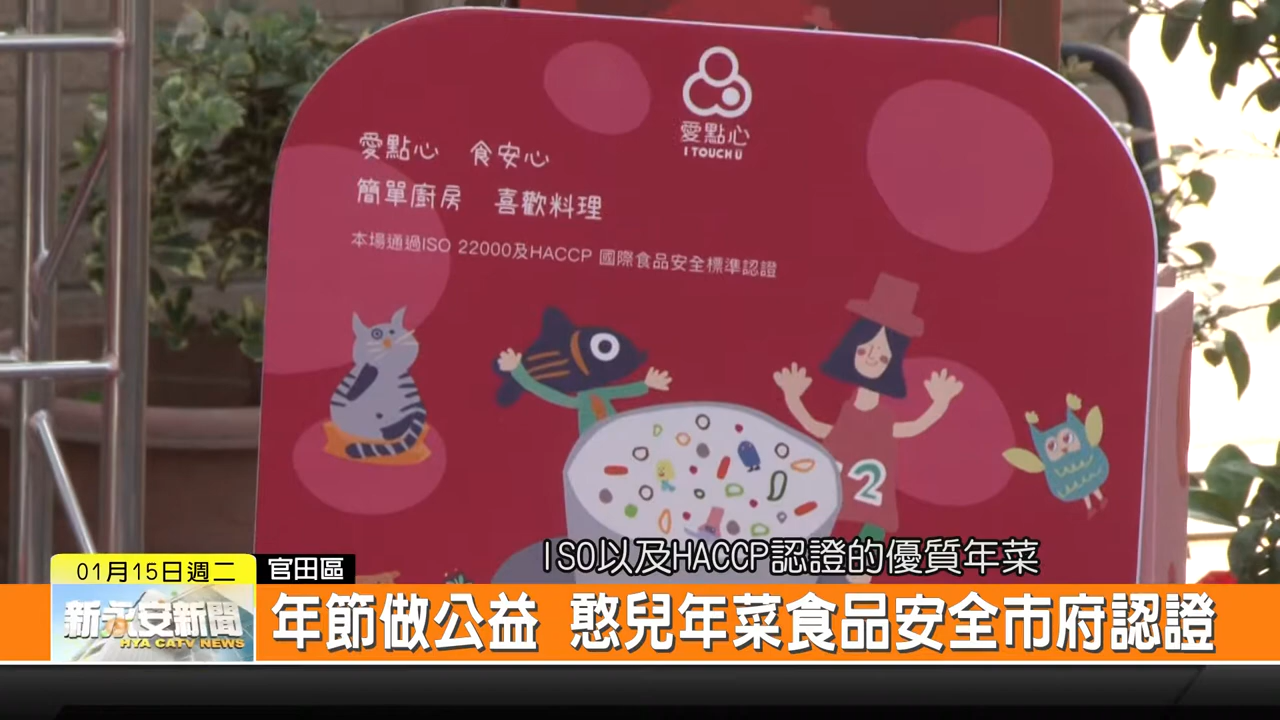 愛點心
I TOUCH U
愛點心 食安心
簡單廚房 喜歡料理
本場通過ISO 22000及HACCP 國際食品安全標準認證
2
ISO以及HACCP認證的優質年菜
01月15日週二
官田區
新永安新聞
HYA CATV NEWS
年節做公益 憨兒年菜食品安全市府認證